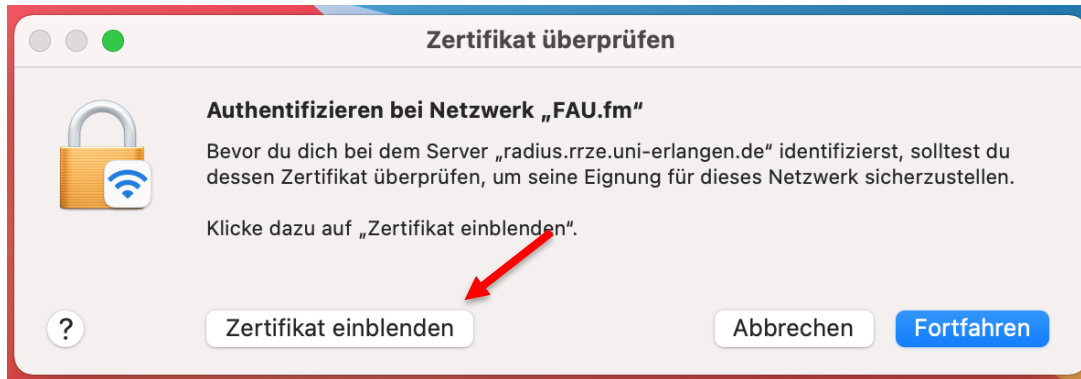 Zertifikat überprüfen
Authentifizieren bei Netzwerk „FAU.fm“
Bevor du dich bei dem Server „radius.rrze.uni-erlangen.de“ identifizierst, solltest du
dessen Zertifikat überprüfen, um seine Eignung für dieses Netzwerk sicherzustellen.
Klicke dazu auf „Zertifikat einblenden“.
? Zertifikat einblenden Abbrechen Fortfahren